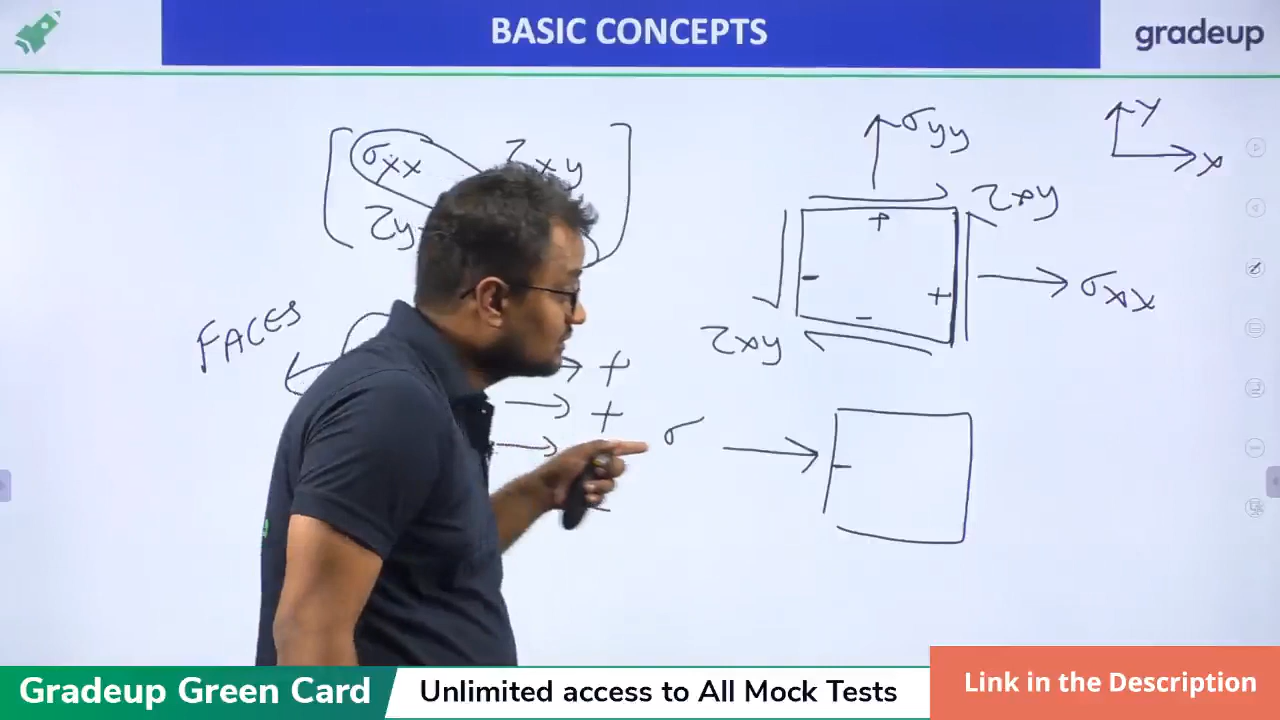 BASIC CONCEPTS
gradeup
σxx τxy
τy
FACES
+
+
σ
-
σyy
y
x
τxy
+
-
+
-
σxx
τxy
-
Gradeup Green Card
Unlimited access to All Mock Tests
Link in the Description